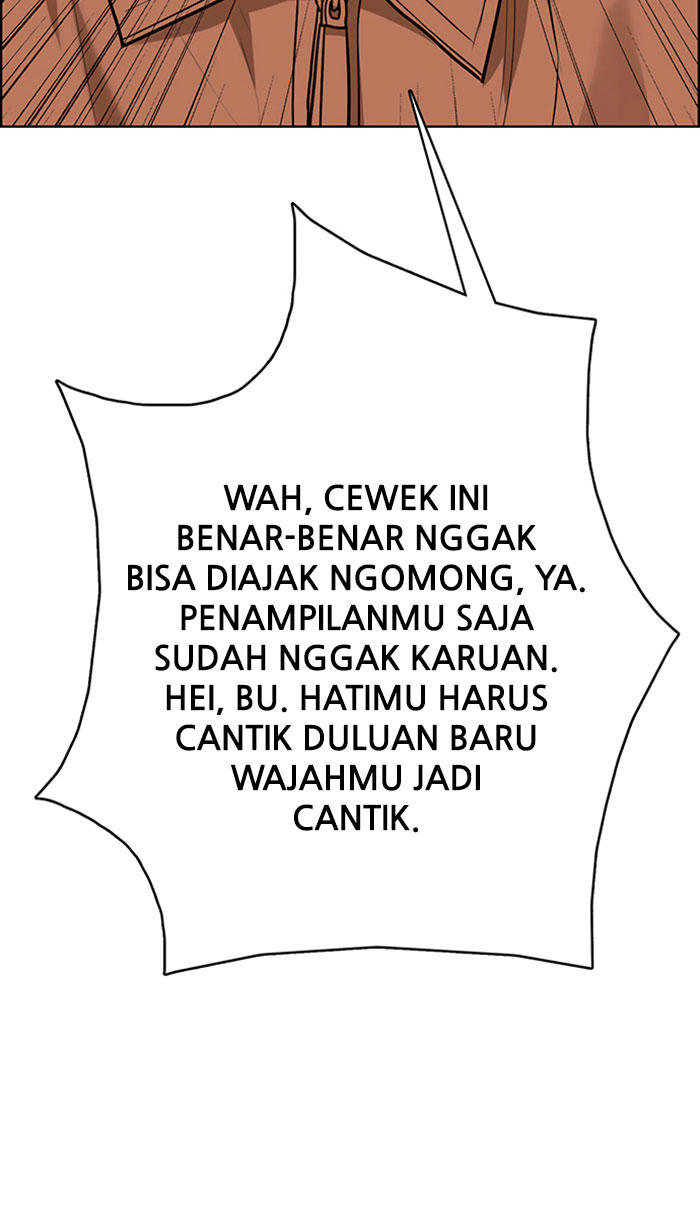 WAH, CEWEK INI
BENAR-BENAR NGGAK
BISA DIAJAK NGOMONG, YA.
PENAMPILANMU SAJA
SUDAH NGGAK KARUAN.
HEI, BU. HATIMU HARUS
CANTIK DULUAN BARU
WAJAHMU JADI
CANTIK.